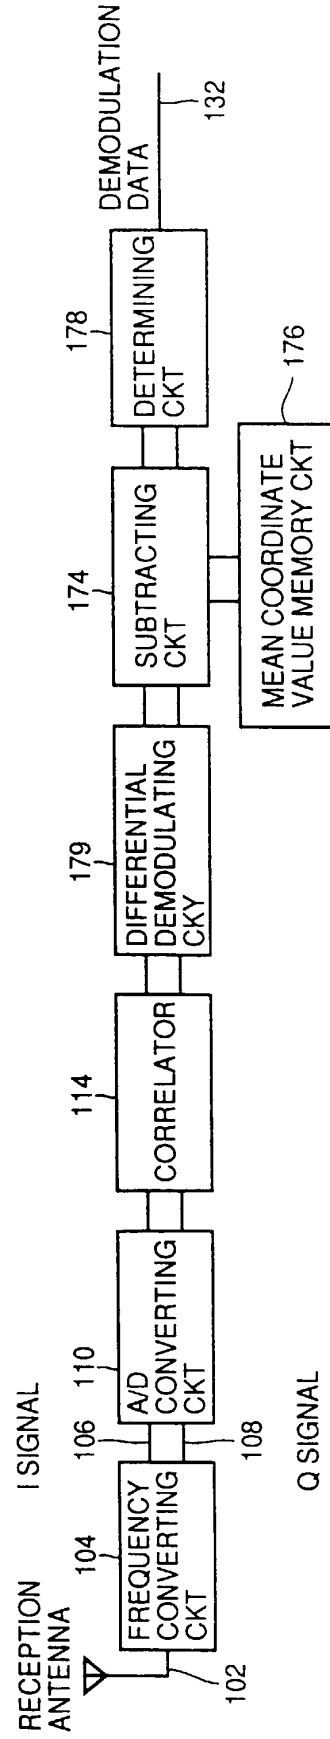 RECEPTION
ANTENNA
102
104
FREQUENCY
CONVERTING
CKT
I SIGNAL
106
108
Q SIGNAL
110
A/D
CONVERTING
CKT
114
CORRELATOR
179
DIFFERENTIAL
DEMODULATING
CKY
174
SUBTRACTING
CKT
176
MEAN COORDINATE
VALUE MEMORY CKT
178
DETERMINING
CKT
DEMODULATION
DATA
132